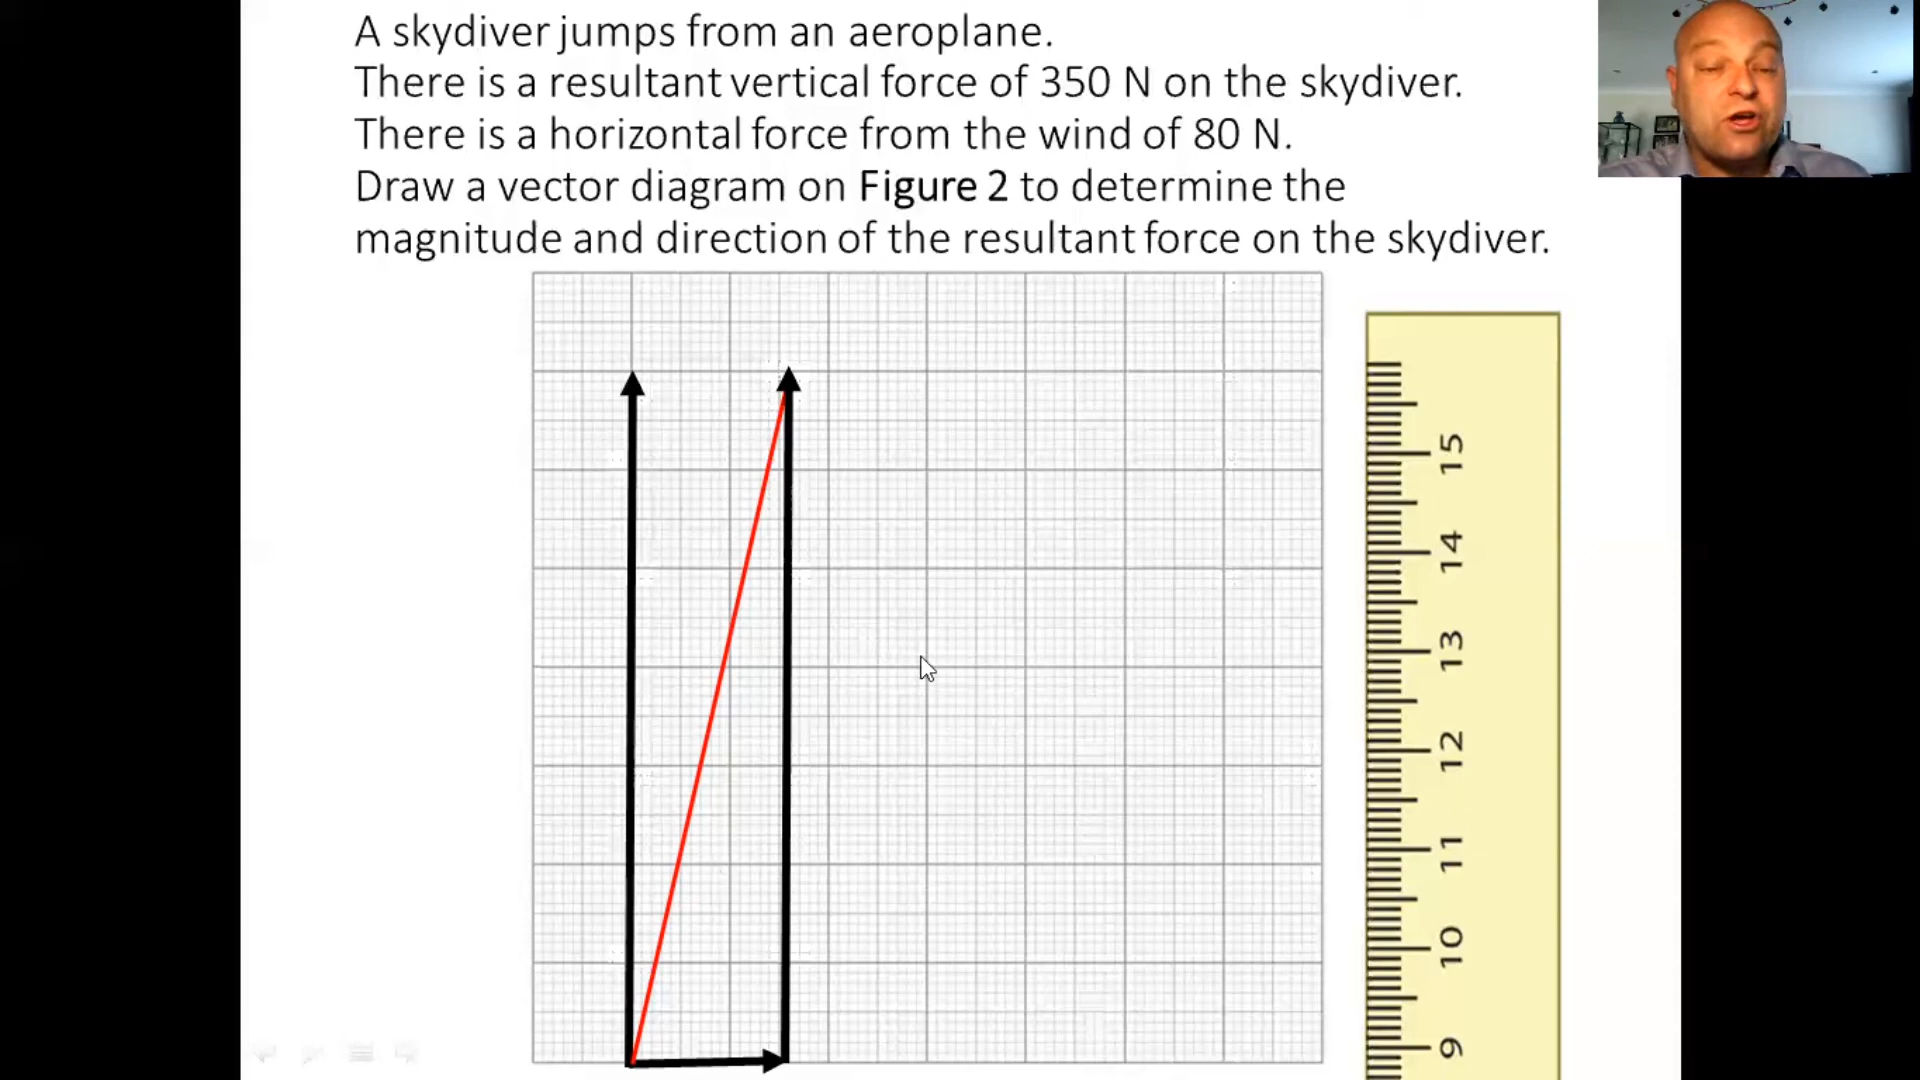 A skydiver jumps from an aeroplane.
There is a resultant vertical force of 350 N on the skydiver.
There is a horizontal force from the wind of 80 N.
Draw a vector diagram on Figure 2 to determine the
magnitude and direction of the resultant force on the skydiver.
15
14
13
12
11
10
9